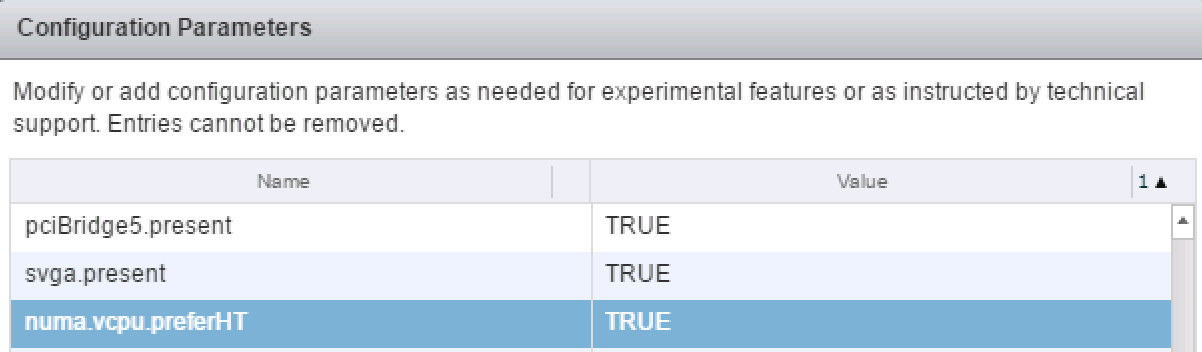 Configuration Parameters
Modify or add configuration parameters as needed for experimental features or as instructed by technical
support. Entries cannot be removed.
Name Value 1 ▲
pciBridge5.present TRUE
svga.present TRUE
numa.vcpu.preferHT TRUE